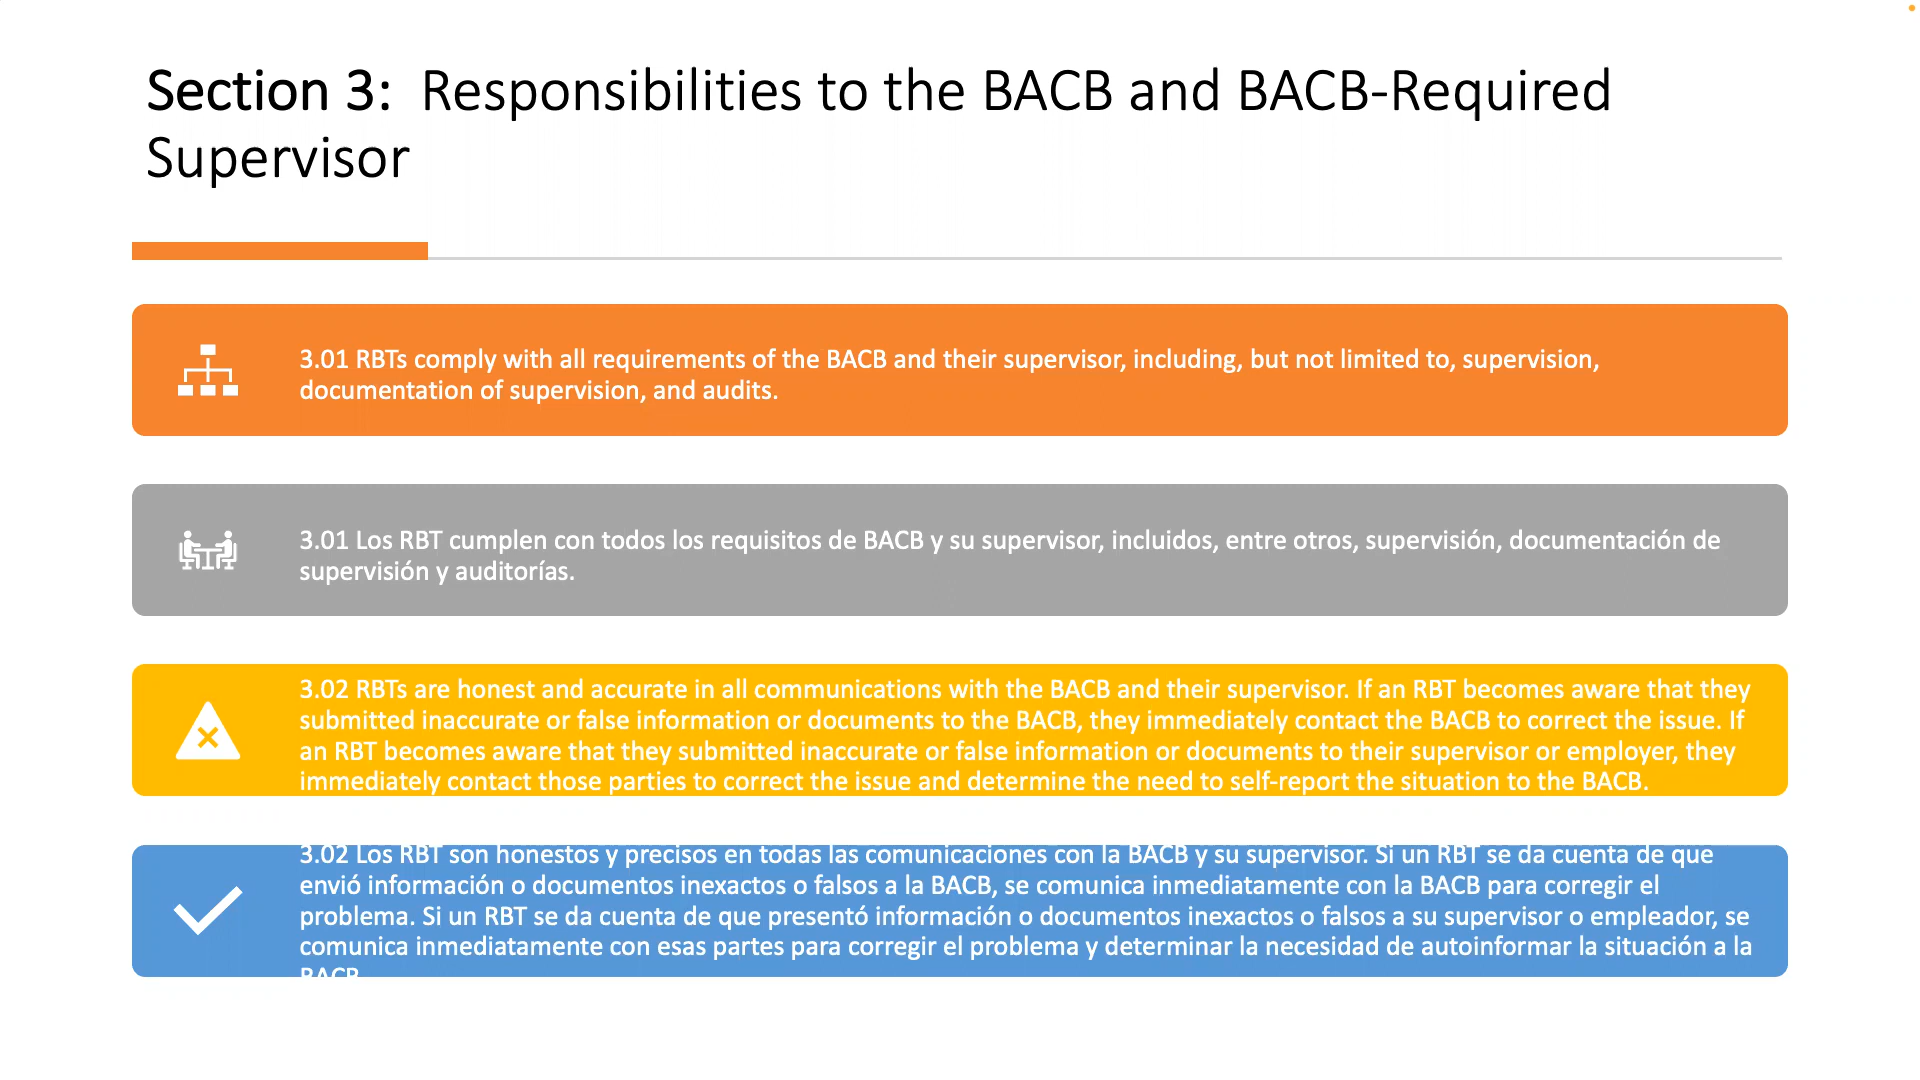 Section 3: Responsibilities to the BACB and BACB-Required
Supervisor
3.01 RBTs comply with all requirements of the BACB and their supervisor, including, but not limited to, supervision,
documentation of supervision, and audits.
3.01 Los RBT cumplen con todos los requisitos de BACB y su supervisor, incluidos, entre otros, supervisión, documentación de
supervisión y auditorías.
3.02 RBTs are honest and accurate in all communications with the BACB and their supervisor. If an RBT becomes aware that they
submitted inaccurate or false information or documents to the BACB, they immediately contact the BACB to correct the issue. If
an RBT becomes aware that they submitted inaccurate or false information or documents to their supervisor or employer, they
immediately contact those parties to correct the issue and determine the need to self-report the situation to the BACB.
3.02 Los RBT son honestos y precisos en todas las comunicaciones con la BACB y su supervisor. Si un RBT se da cuenta de que
envió información o documentos inexactos o falsos a la BACB, se comunica inmediatamente con la BACB para corregir el
problema. Si un RBT se da cuenta de que presentó información o documentos inexactos o falsos a su supervisor o empleador, se
comunica inmediatamente con esas partes para corregir el problema y determinar la necesidad de autoinformar la situación a la
BACB